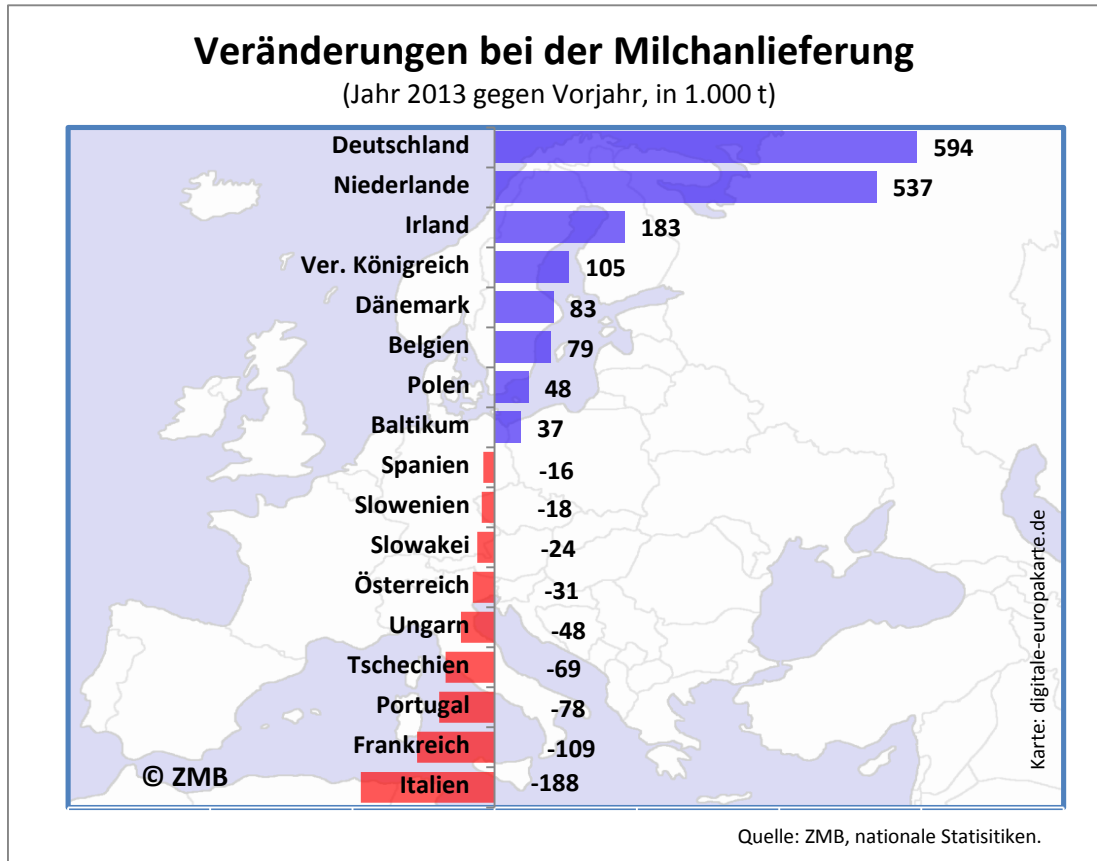 Veränderungen bei der Milchanlieferung
(Jahr 2013 gegen Vorjahr, in 1.000 t)
Deutschland 594
Niederlande 537
Irland 183
Ver. Königreich 105
Dänemark 83
Belgien 79
Polen 48
Baltikum 37
Spanien -16
Slowenien -18
Slowakei -24
Österreich -31
Ungarn -48
Tschechien -69
Portugal -78
Frankreich -109
Italien -188
© ZMB
Karte: digitale-europakarte.de
Quelle: ZMB, nationale Statisitiken.